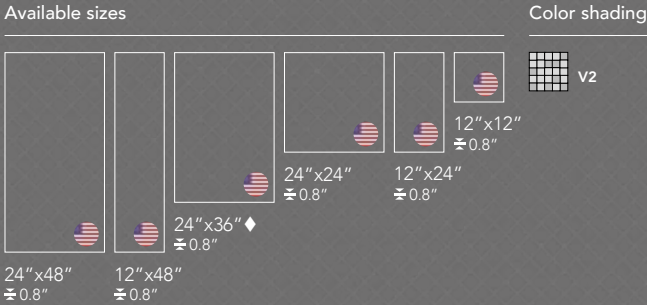 Available sizes
Color shading
V2
12”x12”
0.8”
24”x24”
0.8”
12”x24”
0.8”
24”x36”♦
0.8”
24”x48”
0.8”
12”x48”
0.8”